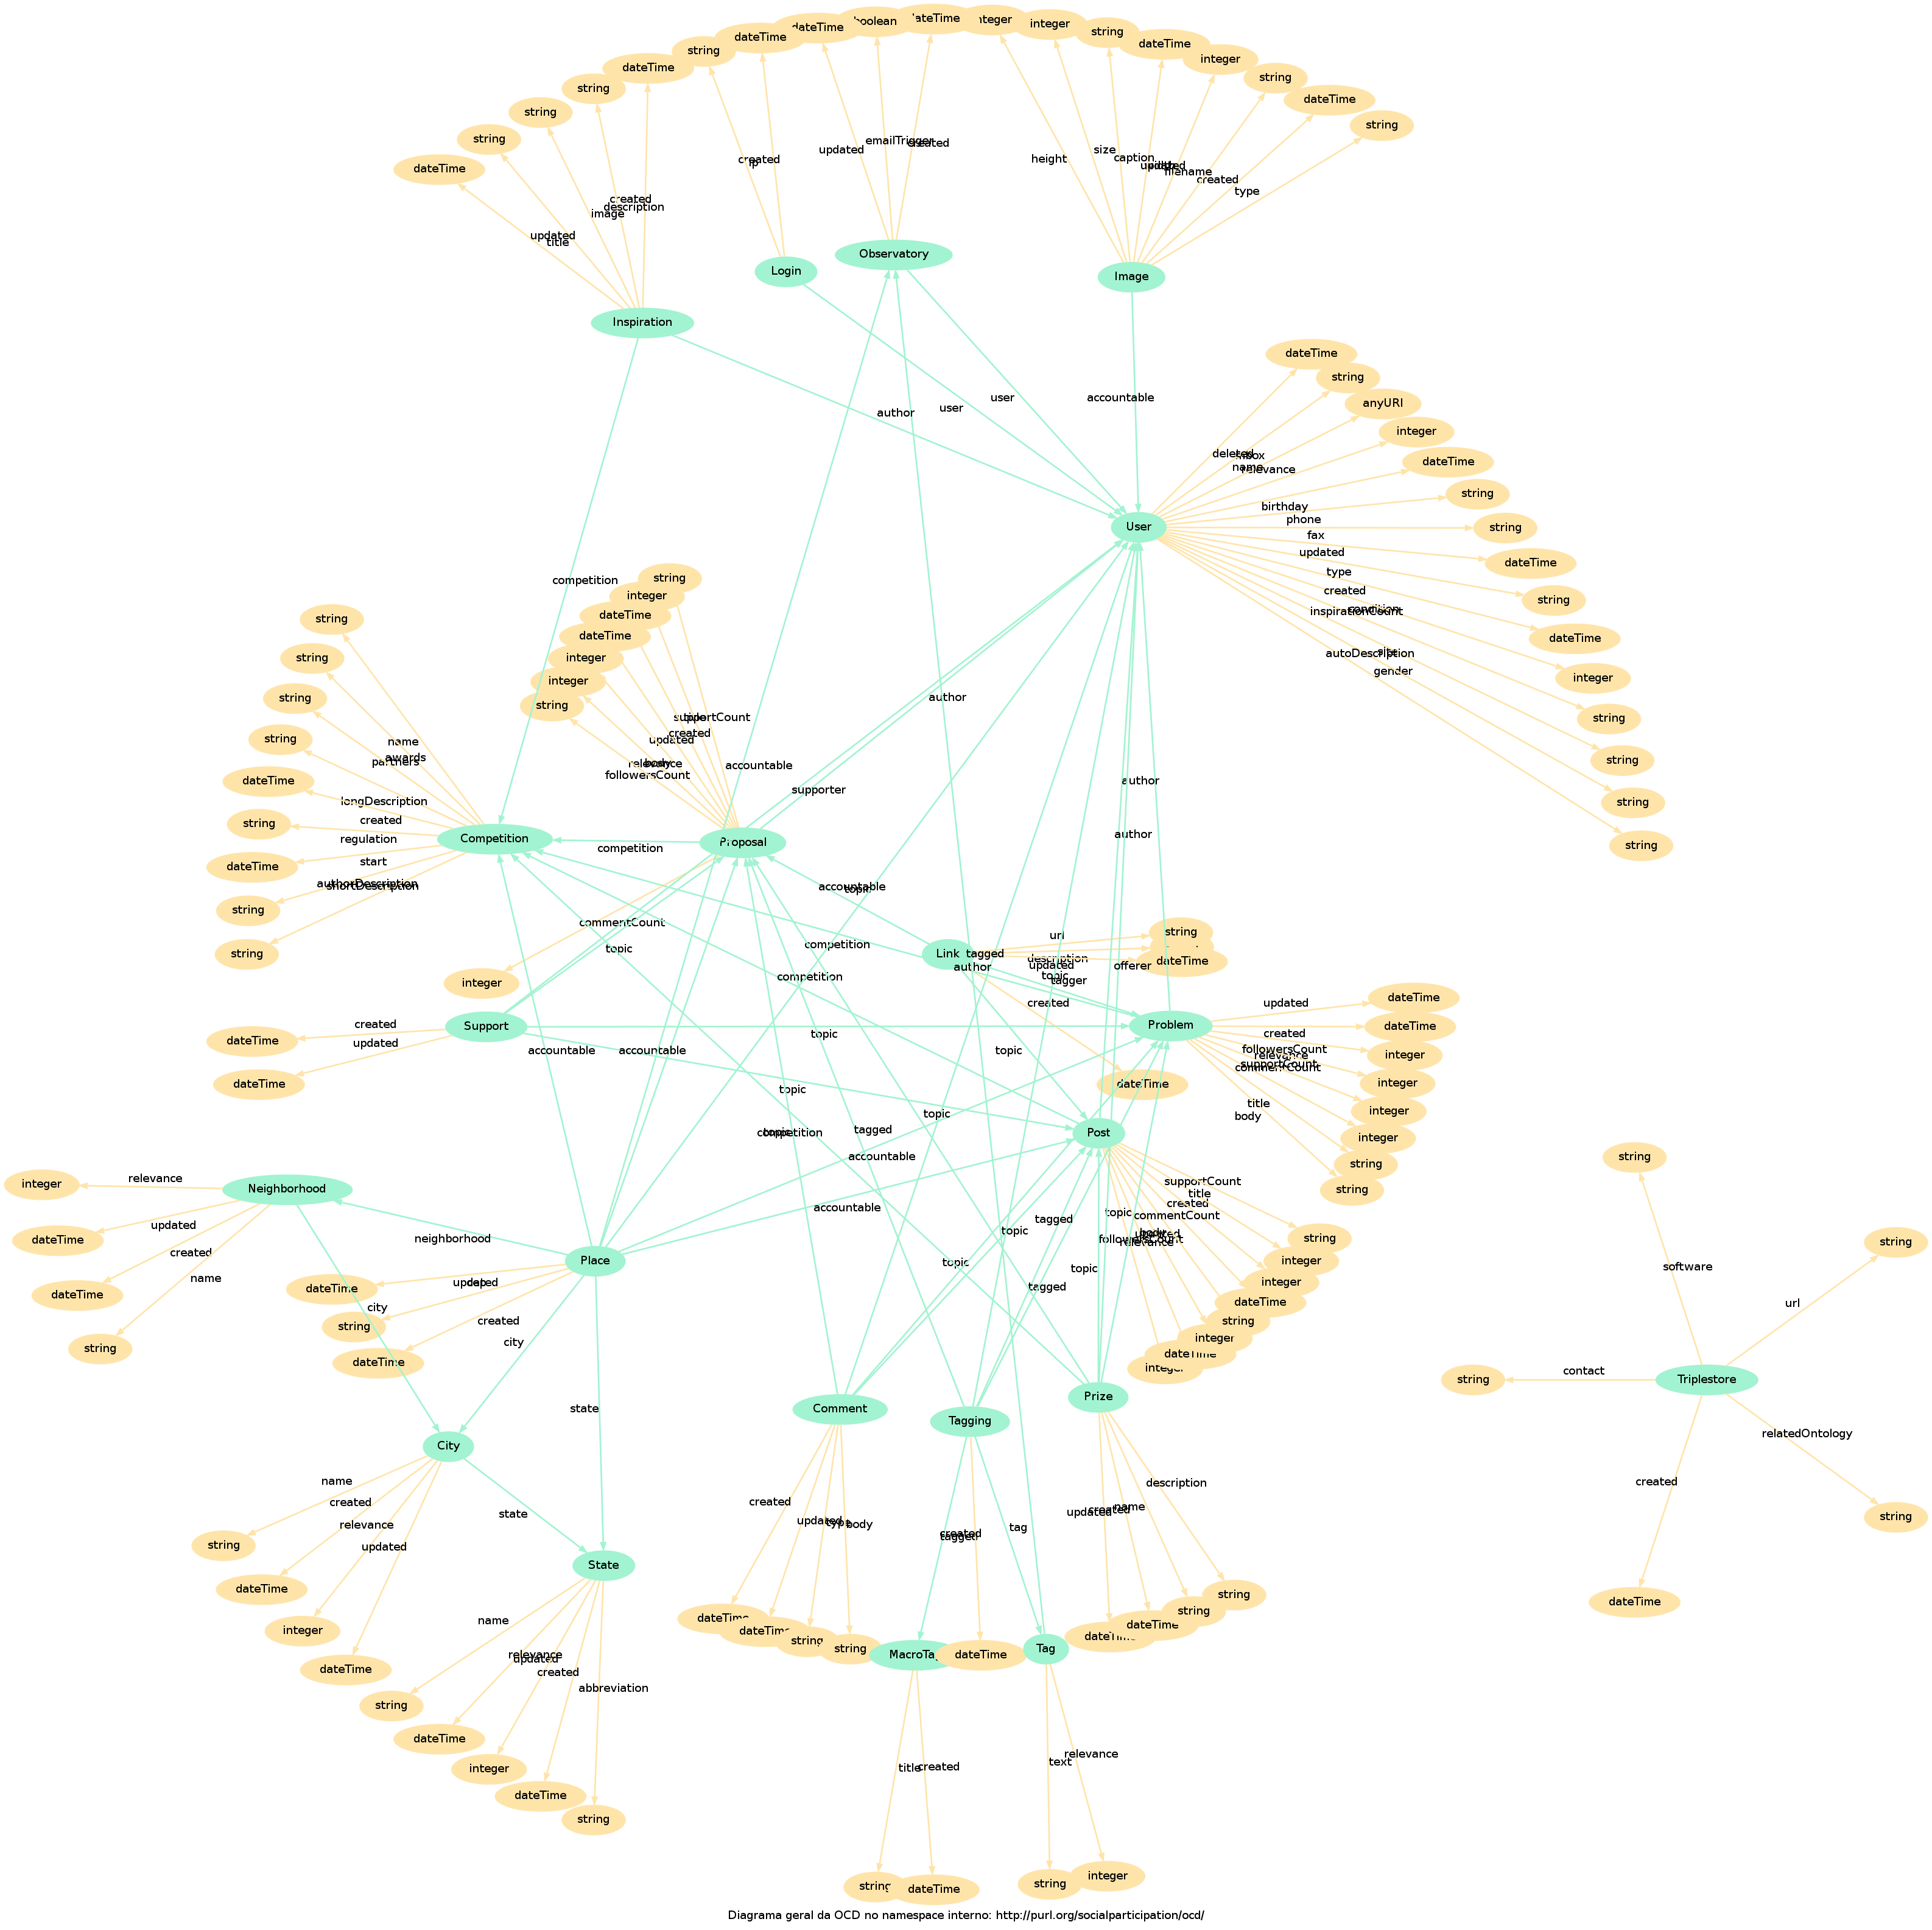 integer
dateTime
boolean
dateTime
integer
string
dateTime
string
dateTime
integer
dateTime
string
string
string
dateTime
string
string
string
dateTime
emailTrigger
created
updated
height
size
caption
updated
filename
created
type
created
ip
created
description
image
updated
title
Observatory
Login
Image
Inspiration
dateTime
string
anyURI
integer
dateTime
string
string
dateTime
string
dateTime
integer
string
string
string
string
user
user
accountable
author
deleted
mbox
name
relevance
birthday
phone
fax
updated
type
created
condition
inspirationCount
site
autoDescription
gender
User
competition
string
integer
dateTime
dateTime
integer
integer
string
string
string
string
string
dateTime
string
dateTime
string
string
name
awards
partners
longDescription
created
regulation
start
authorDescription
shortDescription
Competition
title
supportCount
created
updated
body
relevance
followersCount
Proposal
commentCount
integer
author
accountable
supporter
author
author
competition
accountable
topic
topic
competition
competition
Link
tagged
author
url
description
updated
topic
tagger
created
offerer
string
dateTime
dateTime
Support
created
updated
dateTime
dateTime
accountable
accountable
topic
topic
Problem
updated
created
followersCount
relevance
supportCount
commentCount
title
body
dateTime
dateTime
integer
integer
integer
integer
string
string
topic
topic
competition
topic
tagged
accountable
Post
Neighborhood
relevance
updated
created
name
integer
dateTime
dateTime
string
neighborhood
accountable
tagged
topic
topic
supportCount
title
created
commentCount
updated
body
followersCount
relevance
string
integer
integer
dateTime
string
integer
dateTime
integer
Place
updated
cep
created
dateTime
string
dateTime
city
city
state
topic
tagged
topic
Comment
Tagging
Prize
City
name
created
relevance
updated
string
dateTime
integer
dateTime
state
State
name
relevance
updated
created
abbreviation
string
dateTime
integer
dateTime
string
created
updated
type
body
dateTime
dateTime
string
string
created
tagged
tag
updated
created
name
description
dateTime
dateTime
string
string
dateTime
Tag
title
created
text
relevance
string
dateTime
string
integer
string
software
string
url
string
contact
Triplestore
relatedOntology
created
string
dateTime
Diagrama geral da OCD no namespace interno: http://purl.org/socialparticipation/ocd/